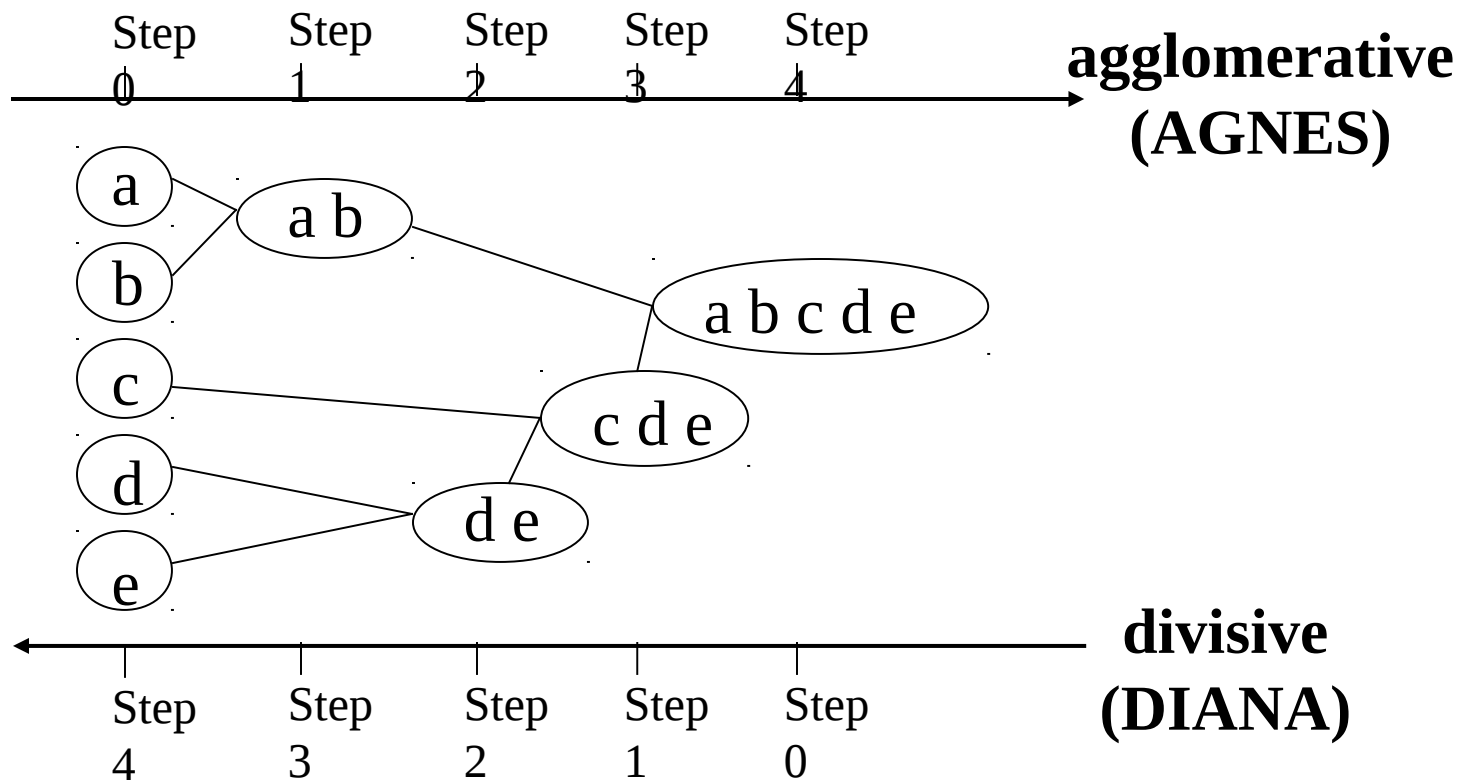 Step
0
Step
1
Step
2
Step
3
Step
4
agglomerative
(AGNES)
a
a b
b
a b c d e
c
c d e
d
d e
e
divisive
(DIANA)
Step
4
Step
3
Step
2
Step
1
Step
0